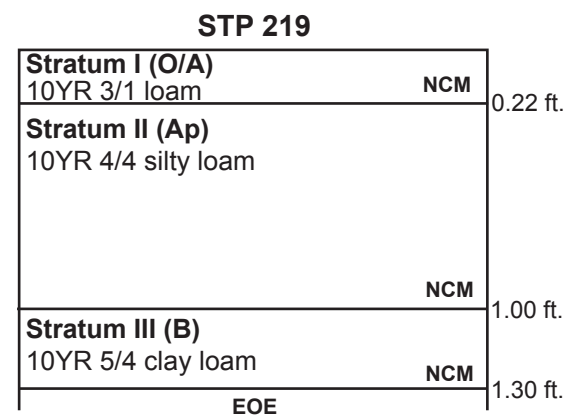 STP 219
Stratum I (O/A)
10YR 3/1 loam
NCM
0.22 ft.
Stratum II (Ap)
10YR 4/4 silty loam
NCM
1.00 ft.
Stratum III (B)
10YR 5/4 clay loam
NCM
1.30 ft.
EOE